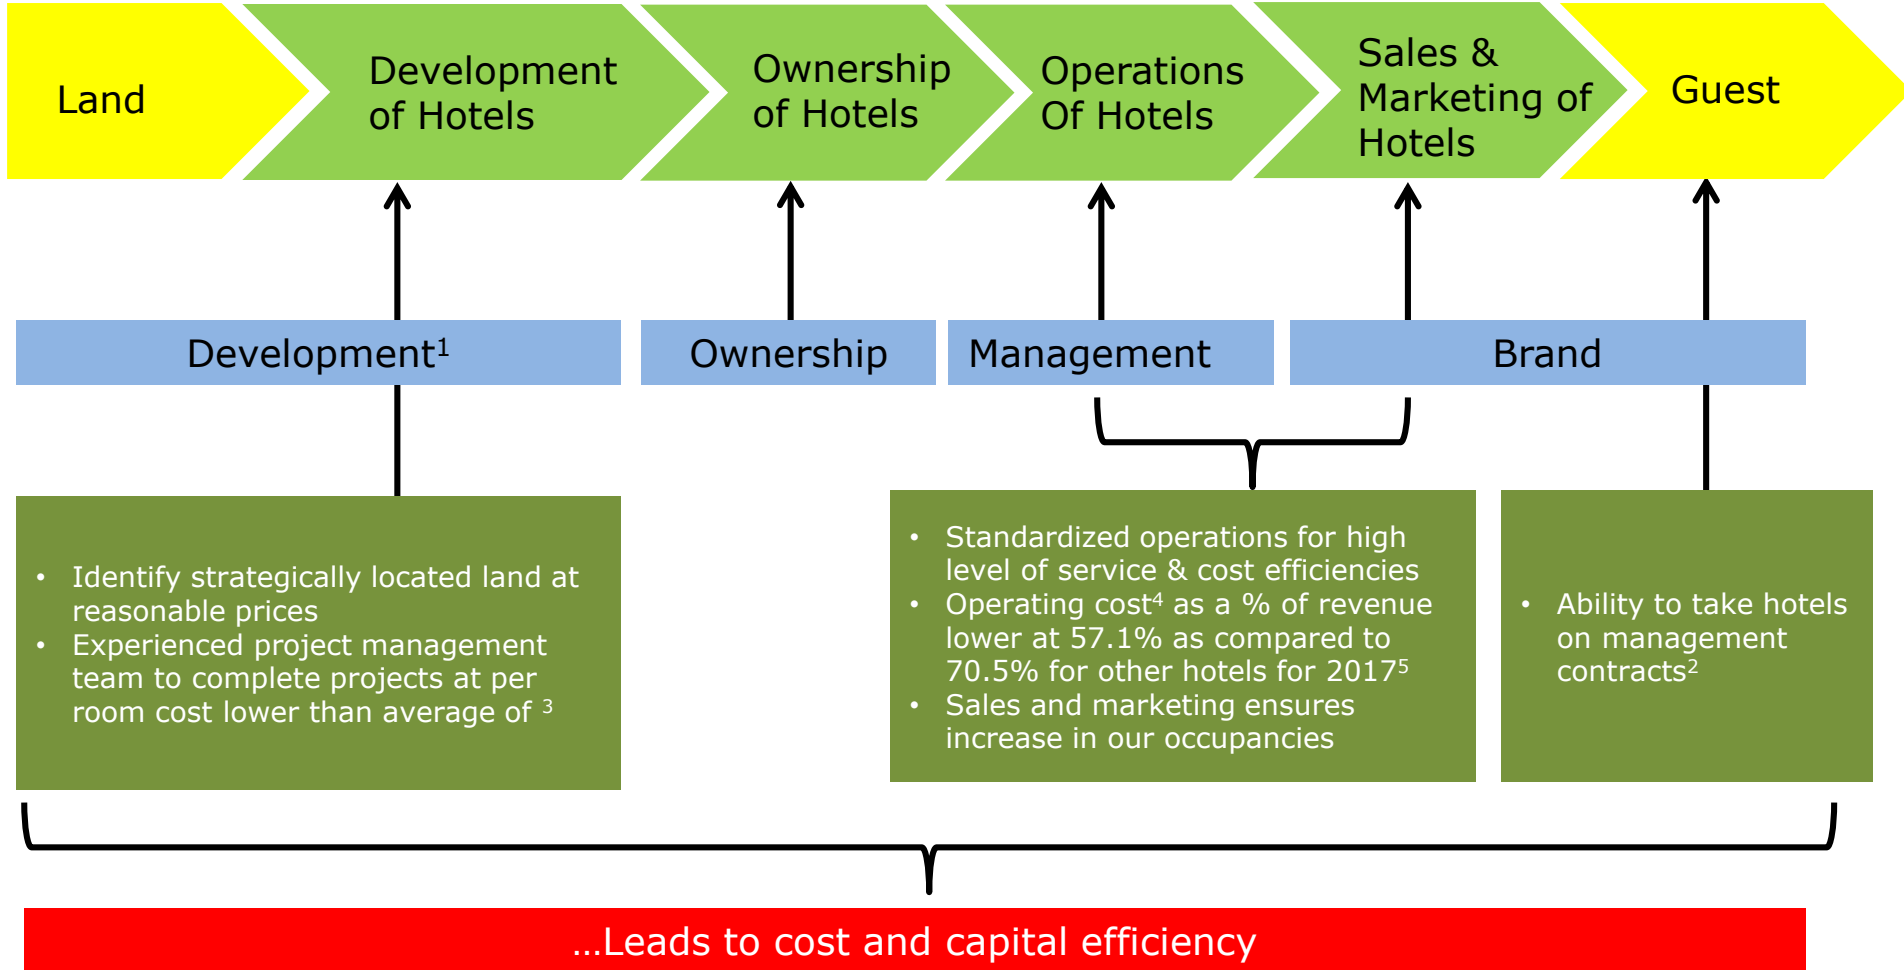 Land
Development
of Hotels
Ownership
of Hotels
Operations
Of Hotels
Sales &
Marketing of
Hotels
Guest
Development¹
Ownership
Management
Brand
• Identify strategically located land at
reasonable prices
• Experienced project management
team to complete projects at per
room cost lower than average of ³
• Standardized operations for high
level of service & cost efficiencies
• Operating cost⁴ as a % of revenue
lower at 57.1% as compared to
70.5% for other hotels for 2017⁵
• Sales and marketing ensures
increase in our occupancies
• Ability to take hotels
on management
contracts²
...Leads to cost and capital efficiency